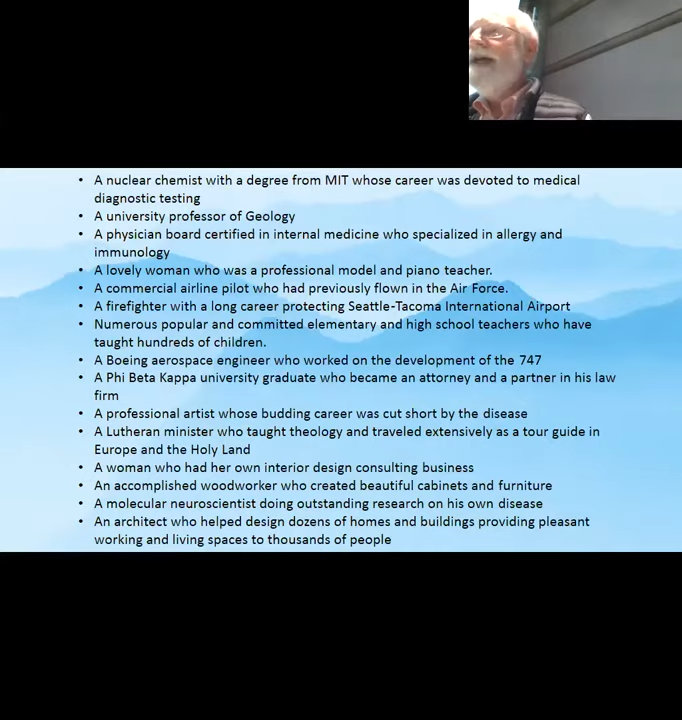 • A nuclear chemist with a degree from MIT whose career was devoted to medical
diagnostic testing
• A university professor of Geology
• A physician board certified in internal medicine who specialized in allergy and
immunology
• A lovely woman who was a professional model and piano teacher.
• A commercial airline pilot who had previously flown in the Air Force.
• A firefighter with a long career protecting Seattle-Tacoma International Airport
• Numerous popular and committed elementary and high school teachers who have
taught hundreds of children.
• A Boeing aerospace engineer who worked on the development of the 747
• A Phi Beta Kappa university graduate who became an attorney and a partner in his law
firm
• A professional artist whose budding career was cut short by the disease
• A Lutheran minister who taught theology and traveled extensively as a tour guide in
Europe and the Holy Land
• A woman who had her own interior design consulting business
• An accomplished woodworker who created beautiful cabinets and furniture
• A molecular neuroscientist doing outstanding research on his own disease
• An architect who helped design dozens of homes and buildings providing pleasant
working and living spaces to thousands of people